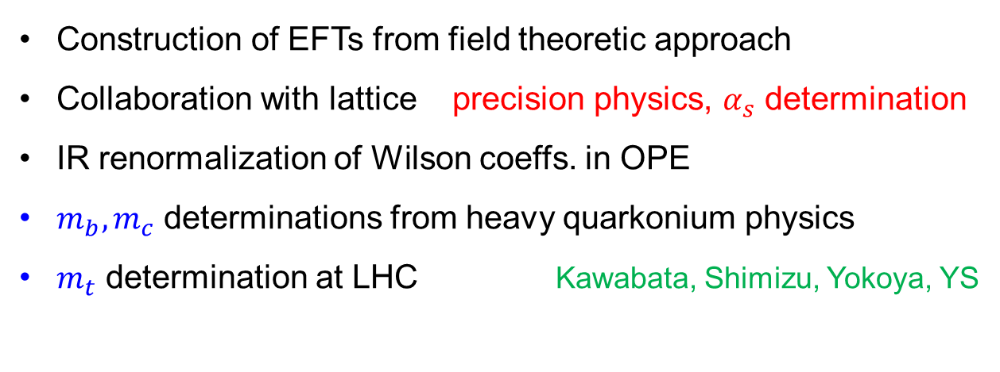 • Construction of EFTs from field theoretic approach
• Collaboration with lattice precision physics, αₛ determination
• IR renormalization of Wilson coeffs. in OPE
• m_b, m_c determinations from heavy quarkonium physics
• m_t determination at LHC Kawabata, Shimizu, Yokoya, YS